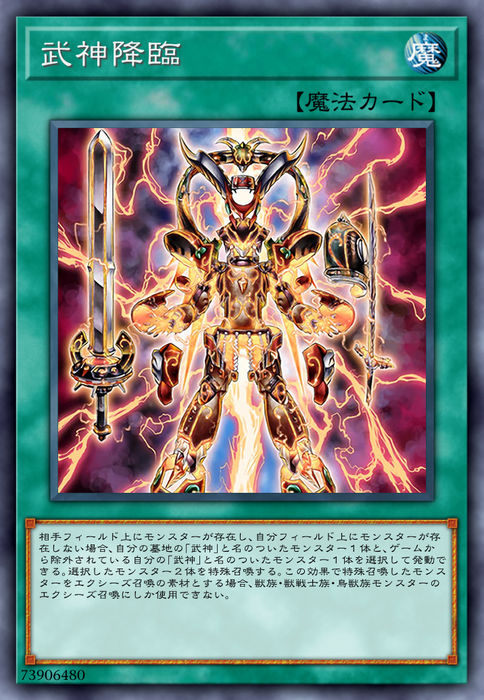 武神降臨
魔
【魔法カード】
相手フィールド上にモンスターが存在し、自分フィールド上にモンスターが存
在しない場合、自分の墓地の「武神」と名のついたモンスター１体と、ゲームか
ら除外されている自分の「武神」と名のついたモンスター１体を選択して発動で
きる。選択したモンスター２体を特殊召喚する。この効果で特殊召喚したモンス
ターをエクシーズ召喚の素材とする場合、獣族・獣戦士族・鳥獣族モンスターの
エクシーズ召喚にしか使用できない。
73906480